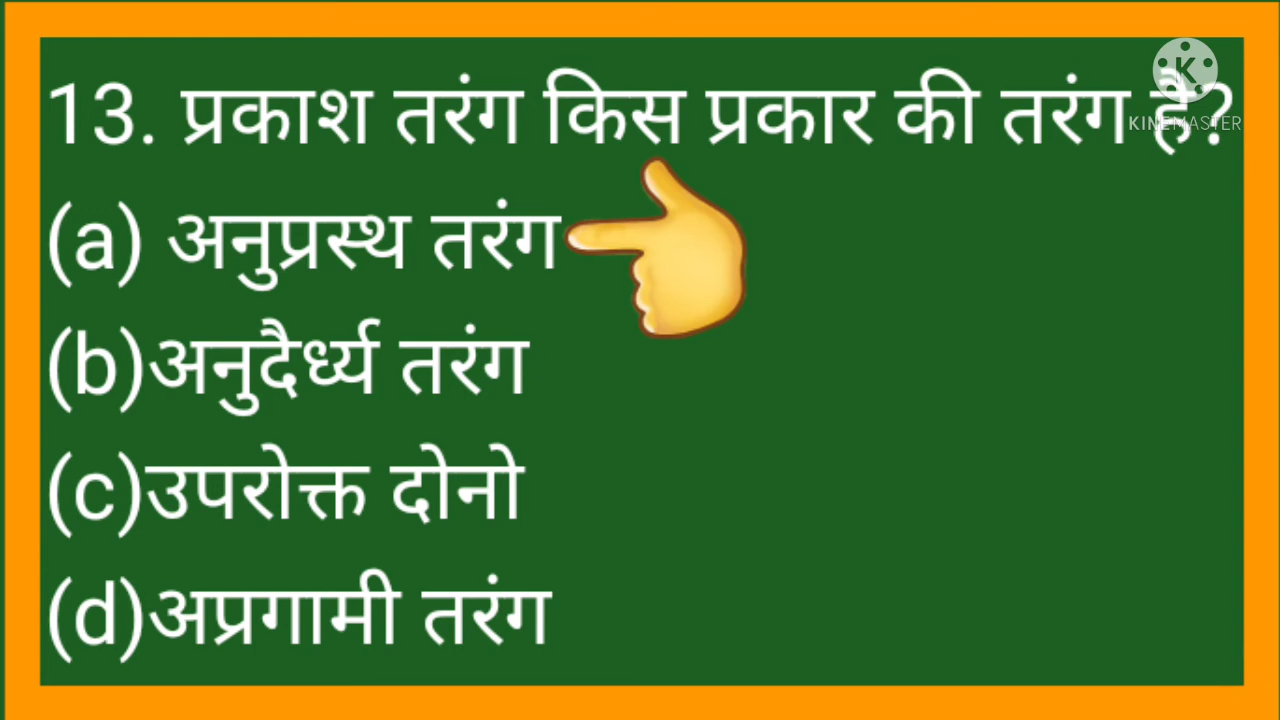 13. प्रकाश तरंग किस प्रकार की तरंग है?
KINEMASTER
(a) अनुप्रस्थ तरंग
(b)अनुदैर्ध्य तरंग
(c)उपरोक्त दोनो
(d)अप्रगामी तरंग